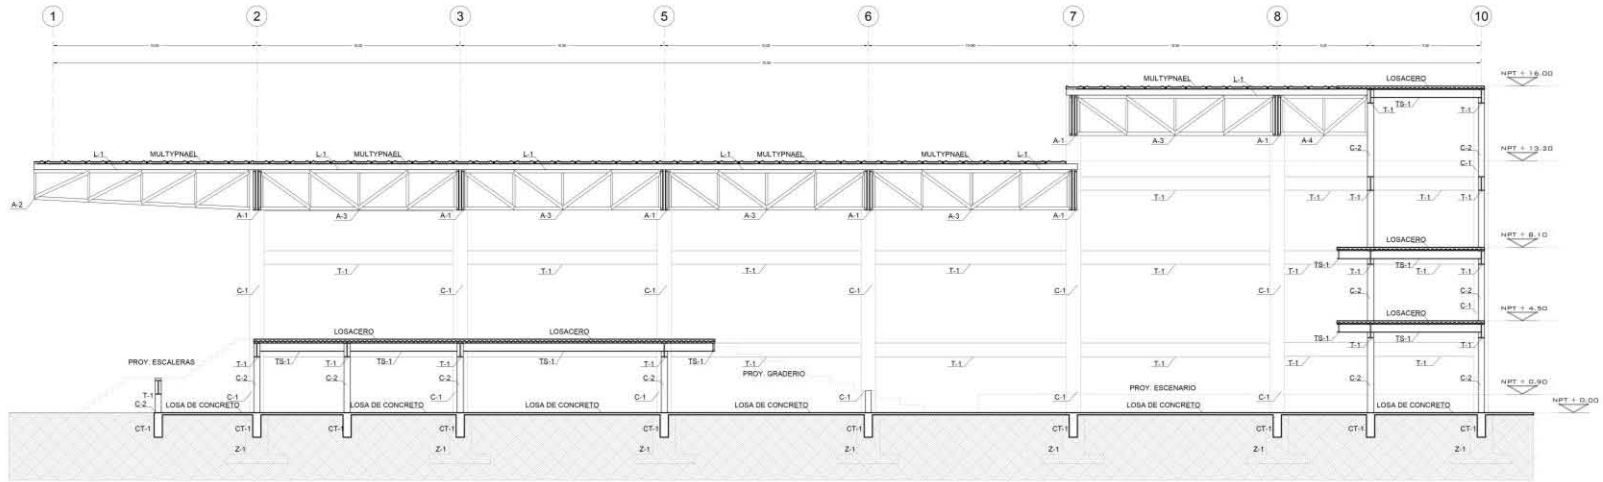 1 2 3 5 6 7 8 10
NPT + 16.00
MULTYPNAEL L-1 LOSACERO
T-1 TS-1 T-1
A-1 A-3 A-1 A-4
C-2 C-2
NPT + 13.30
L-1 MULTYPNAEL L-1 MULTYPNAEL L-1 L-1 MULTYPNAEL MULTYPNAEL L-1
C-1
T-1 T-1 T-1 T-1 T-1
A-2
A-1 A-3 A-1 A-3 A-1 A-3 A-1 A-3 A-1
NPT + 8.10
LOSACERO
TS-1 TS-1
T-1 T-1 T-1 T-1 T-1 T-1 T-1 T-1 T-1
C-1 C-1 C-1 C-1 C-1 C-1 C-2 C-2
C-1
NPT + 4.50
LOSACERO LOSACERO LOSACERO
TS-1 TS-1
T-1 T-1
PROY. ESCALERAS
T-1 TS-1 T-1 TS-1 T-1 TS-1 T-1 TS-1 T-1 T-1 T-1 T-1 T-1
PROY. GRADERIO
C-2 C-2 C-2 C-2 C-2 C-2
NPT + 0.90
PROY. ESCENARIO
T-1 C-1 C-1 C-1 C-1 C-1 C-1
C-2
NPT + 0.00
LOSA DE CONCRETO LOSA DE CONCRETO LOSA DE CONCRETO LOSA DE CONCRETO LOSA DE CONCRETO LOSA DE CONCRETO LOSA DE CONCRETO
CT-1 CT-1 CT-1 CT-1 CT-1 CT-1 CT-1 CT-1 CT-1 CT-1
Z-1 Z-1 Z-1 Z-1 Z-1 Z-1 Z-1